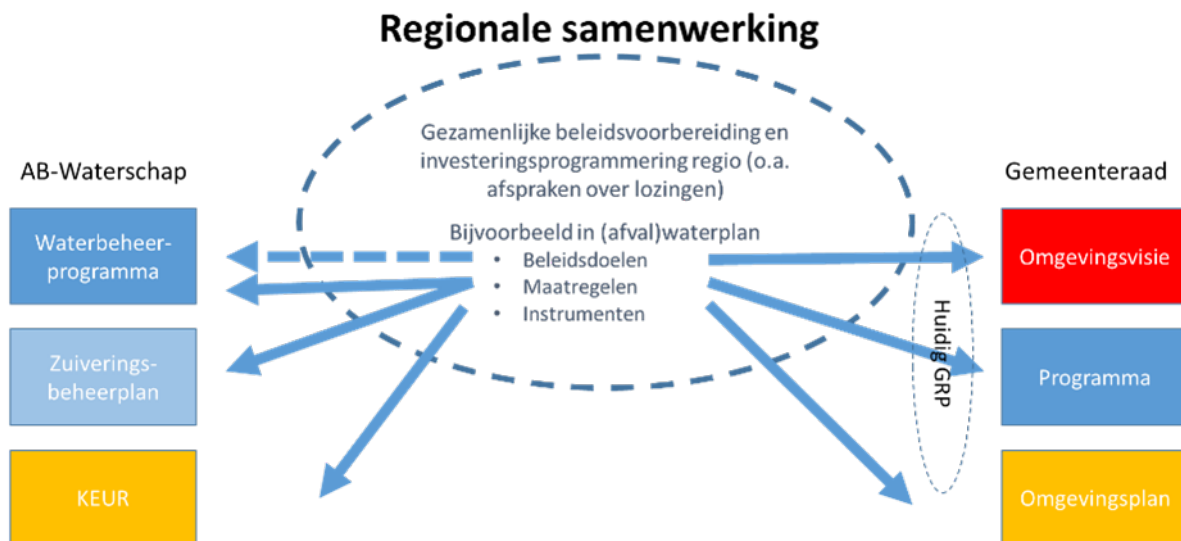 Regionale samenwerking
Gezamenlijke beleidsvoorbereiding en
investeringsprogrammering regio (o.a.
afspraken over lozingen)
Bijvoorbeeld in (afval)waterplan
• Beleidsdoelen
• Maatregelen
• Instrumenten
AB-Waterschap
Waterbeheer-
programma
Zuiverings-
beheerplan
KEUR
Huidig GRP
Gemeenteraad
Omgevingsvisie
Programma
Omgevingsplan